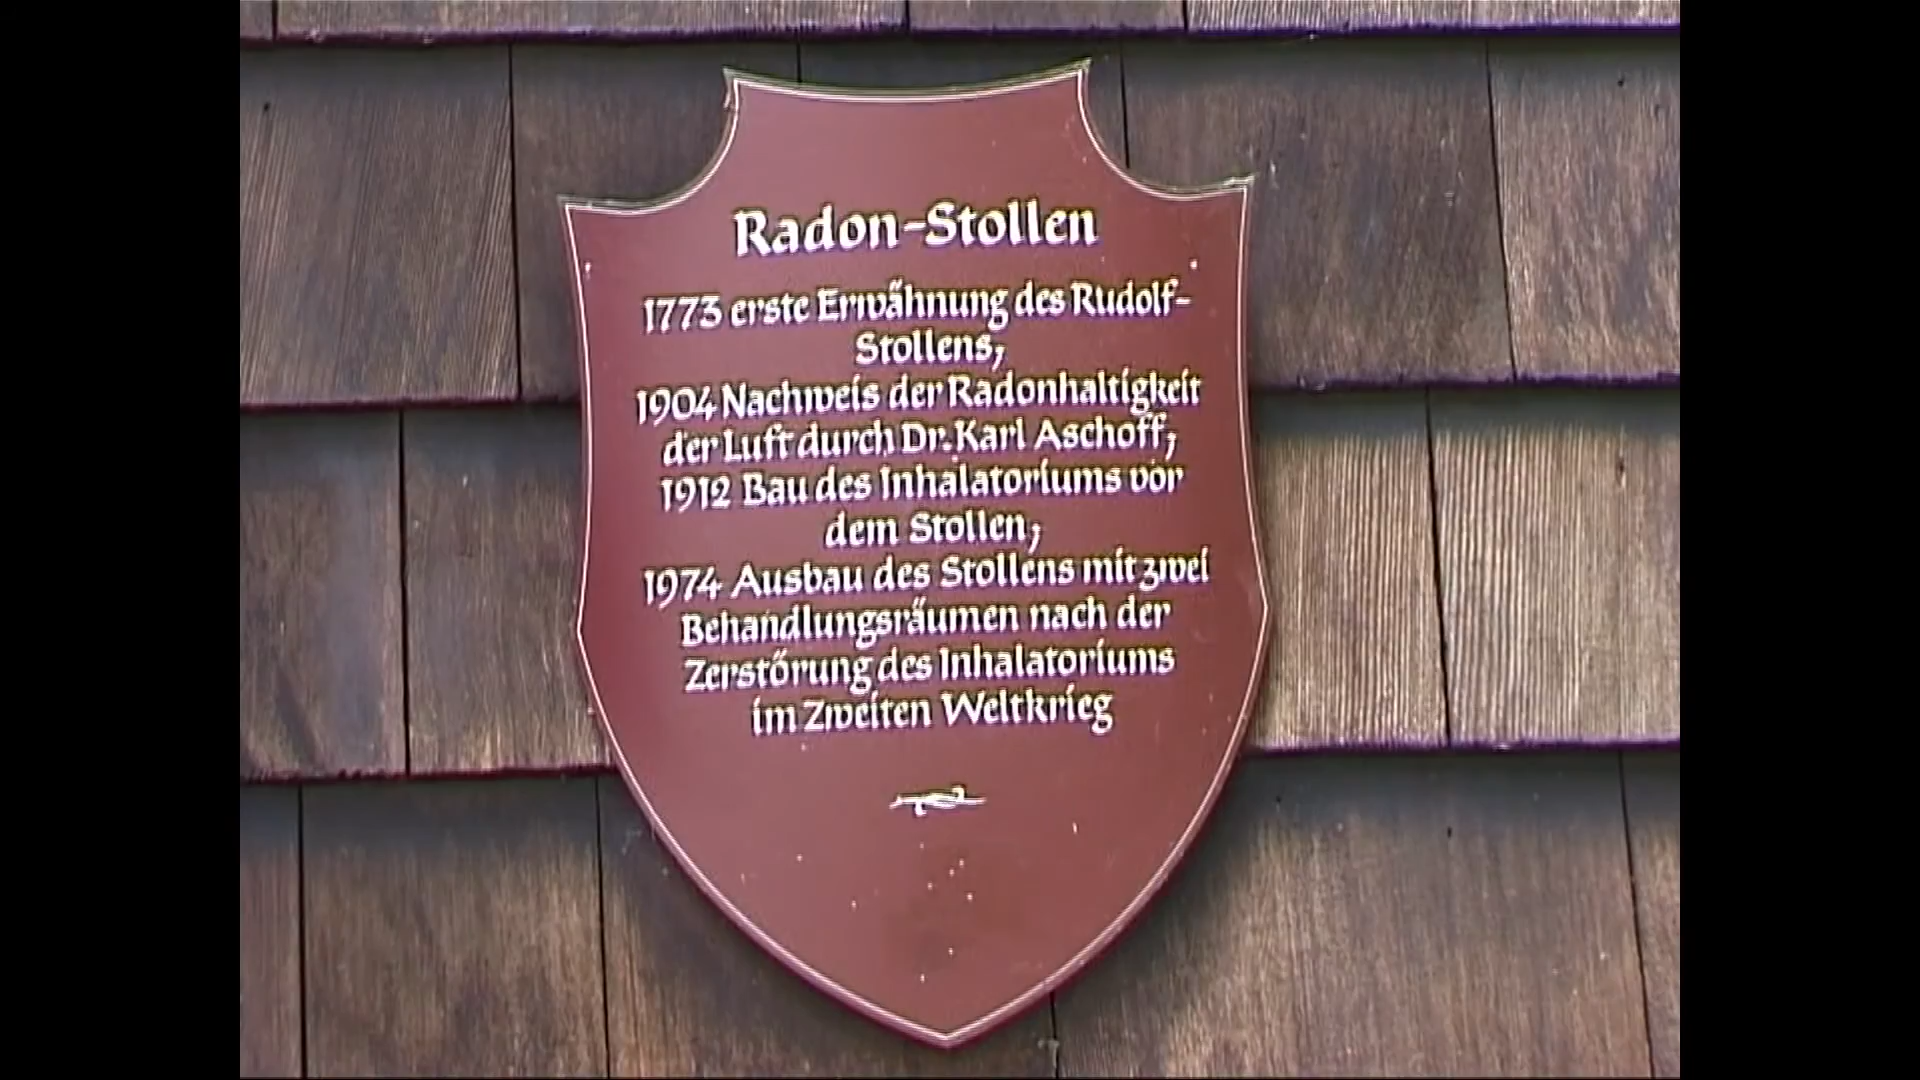 Radon-Stollen
1773 erste Erwähnung des Rudolf-
Stollens;
1904 Nachweis der Radonhaltigkeit
der Luft durch Dr. Karl Aschoff;
1912 Bau des Inhalatoriums vor
dem Stollen;
1974 Ausbau des Stollens mit zwei
Behandlungsräumen nach der
Zerstörung des Inhalatoriums
im Zweiten Weltkrieg